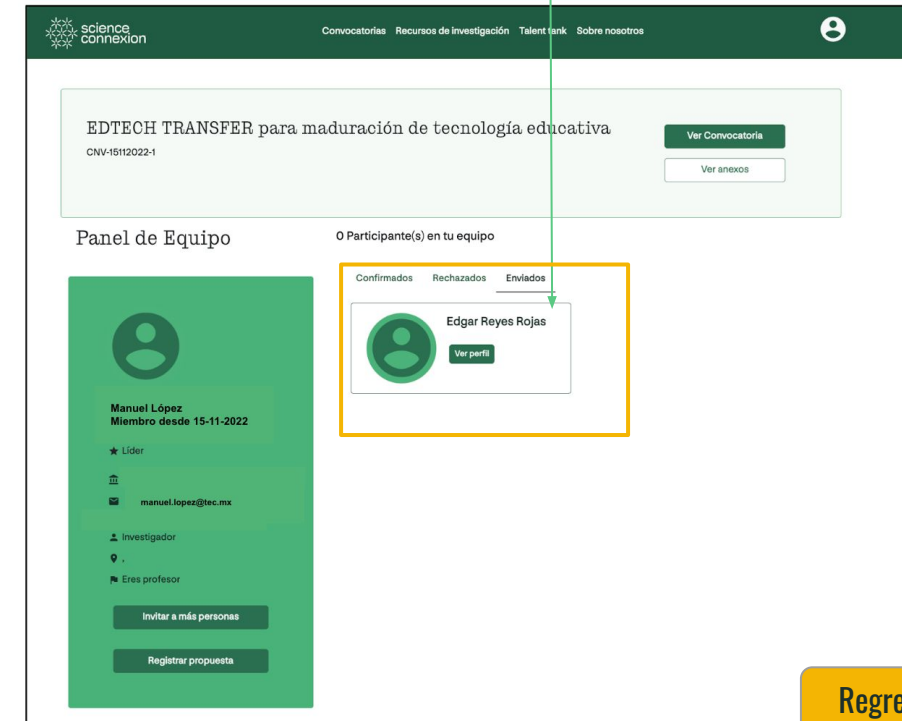 science
connexion
Convocatorias Recursos de investigación Talent tank Sobre nosotros
EDTECH TRANSFER para maduración de tecnología educativa
CNV-15112022-1
Ver Convocatoria
Ver anexos
Panel de Equipo
0 Participante(s) en tu equipo
Confirmados Rechazados Enviados
Edgar Reyes Rojas
Ver perfil
Manuel López
Miembro desde 15-11-2022
Líder
manuel.lopez@tec.mx
Investigador
,
Eres profesor
Invitar a más personas
Registrar propuesta